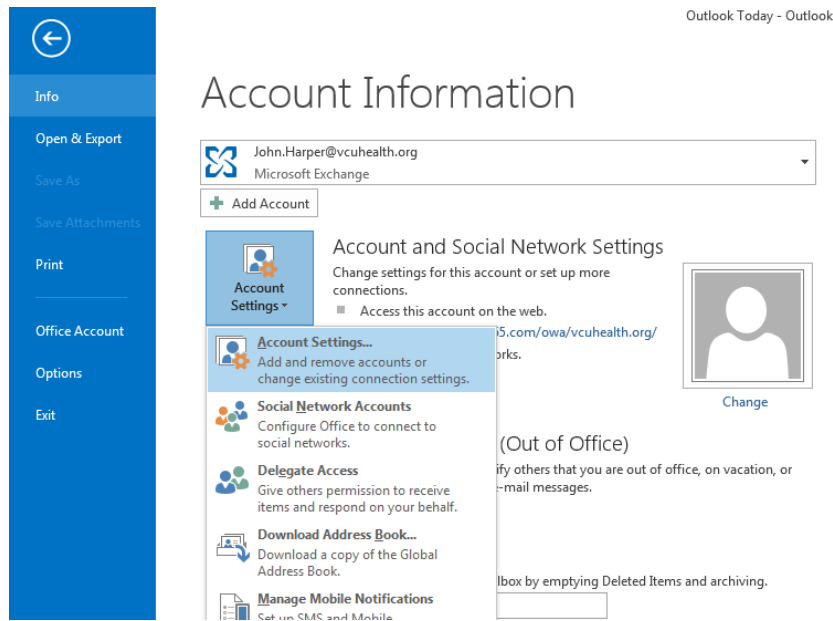 Outlook Today - Outlook
Info
Open & Export
Save As
Save Attachments
Print
Office Account
Options
Exit
Account Information
John.Harper@vcuhealth.org
Microsoft Exchange
Add Account
Account
Settings
Account and Social Network Settings
Change settings for this account or set up more
connections.
Access this account on the web.
5.com/owa/vcuhealth.org/
orks.
Change
Account Settings...
Add and remove accounts or
change existing connection settings.
Social Network Accounts
Configure Office to connect to
social networks.
Delegate Access
Give others permission to receive
items and respond on your behalf.
Download Address Book...
Download a copy of the Global
Address Book.
Manage Mobile Notifications
Set up SMS and Mobile
(Out of Office)
ify others that you are out of office, on vacation, or
-mail messages.
lbox by emptying Deleted Items and archiving.